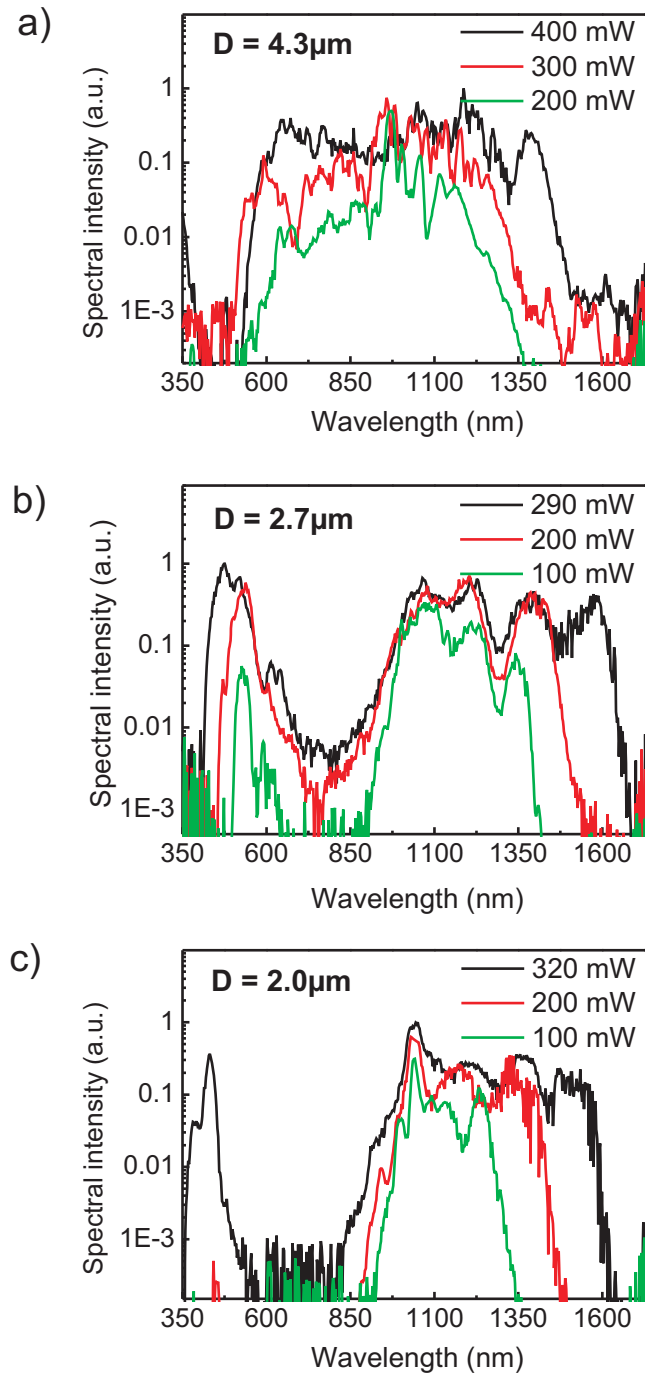 a)
D = 4.3µm
400 mW
300 mW
200 mW
Spectral intensity (a.u.)
1
0.1
0.01
1E-3
350 600 850 1100 1350 1600
Wavelength (nm)
b)
D = 2.7µm
290 mW
200 mW
100 mW
Spectral intensity (a.u.)
1
0.1
0.01
1E-3
350 600 850 1100 1350 1600
Wavelength (nm)
c)
D = 2.0µm
320 mW
200 mW
100 mW
Spectral intensity (a.u.)
1
0.1
0.01
1E-3
350 600 850 1100 1350 1600
Wavelength (nm)